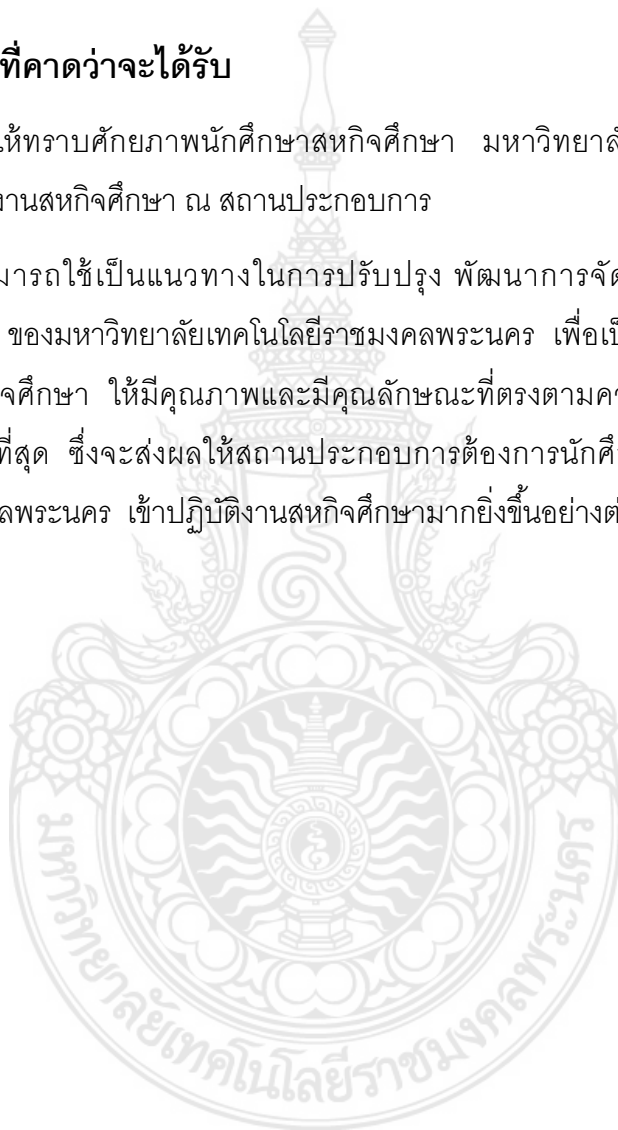 ที่คาดว่าจะได้รับ
ให้ทราบศักยภาพนักศึกษาสหกิจศึกษา มหาวิทยาลั
งานสหกิจศึกษา ณ สถานประกอบการ
มารถใช้เป็นแนวทางในการปรับปรุง พัฒนาการจัด
ของมหาวิทยาลัยเทคโนโลยีราชมงคลพระนคร เพื่อเป็
จศึกษา ให้มีคุณภาพและมีคุณลักษณะที่ตรงตามคว
ที่สุด ซึ่งจะส่งผลให้สถานประกอบการต้องการนักศึ
ลพระนคร เข้าปฏิบัติงานสหกิจศึกษามากยิ่งขึ้นอย่างต่
มหาวิทยาลัยเทคโนโลยีราชมงคลพระนคร